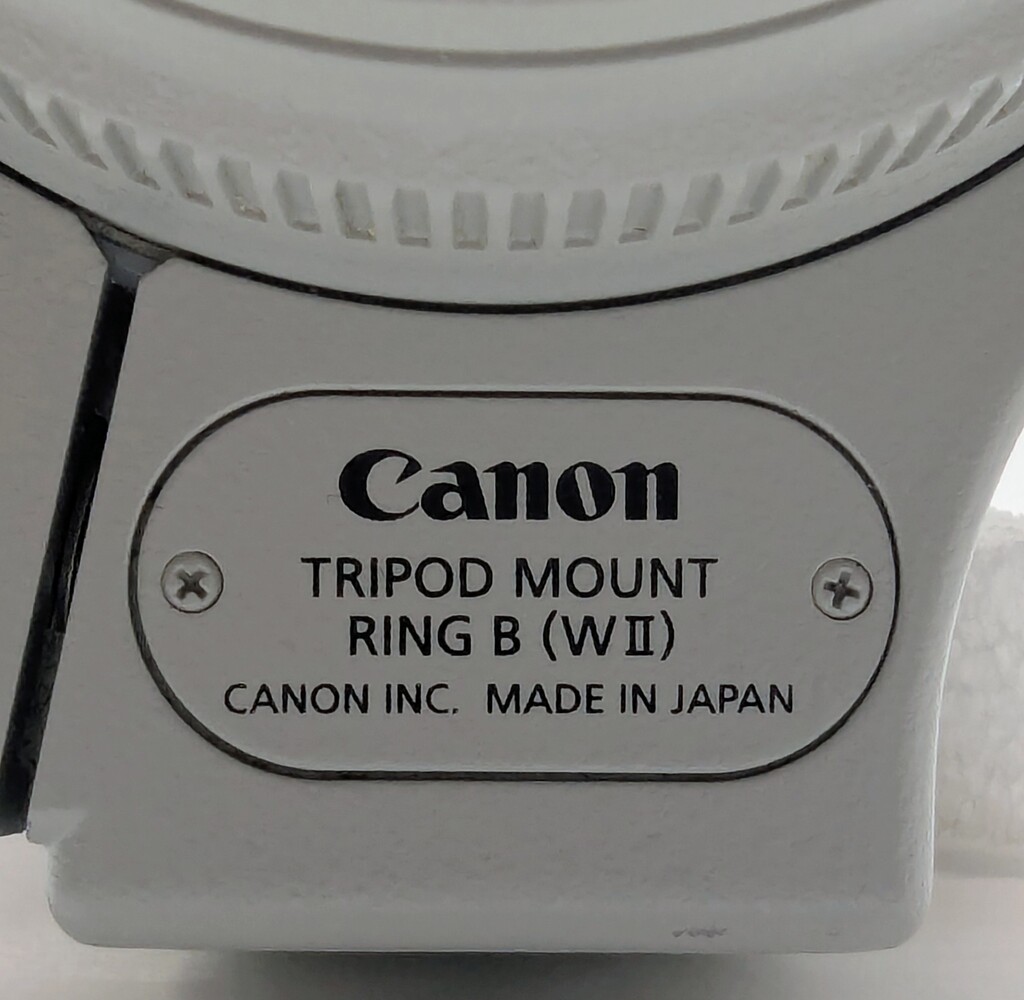 Canon
TRIPOD MOUNT
RING B (WⅡ)
CANON INC. MADE IN JAPAN